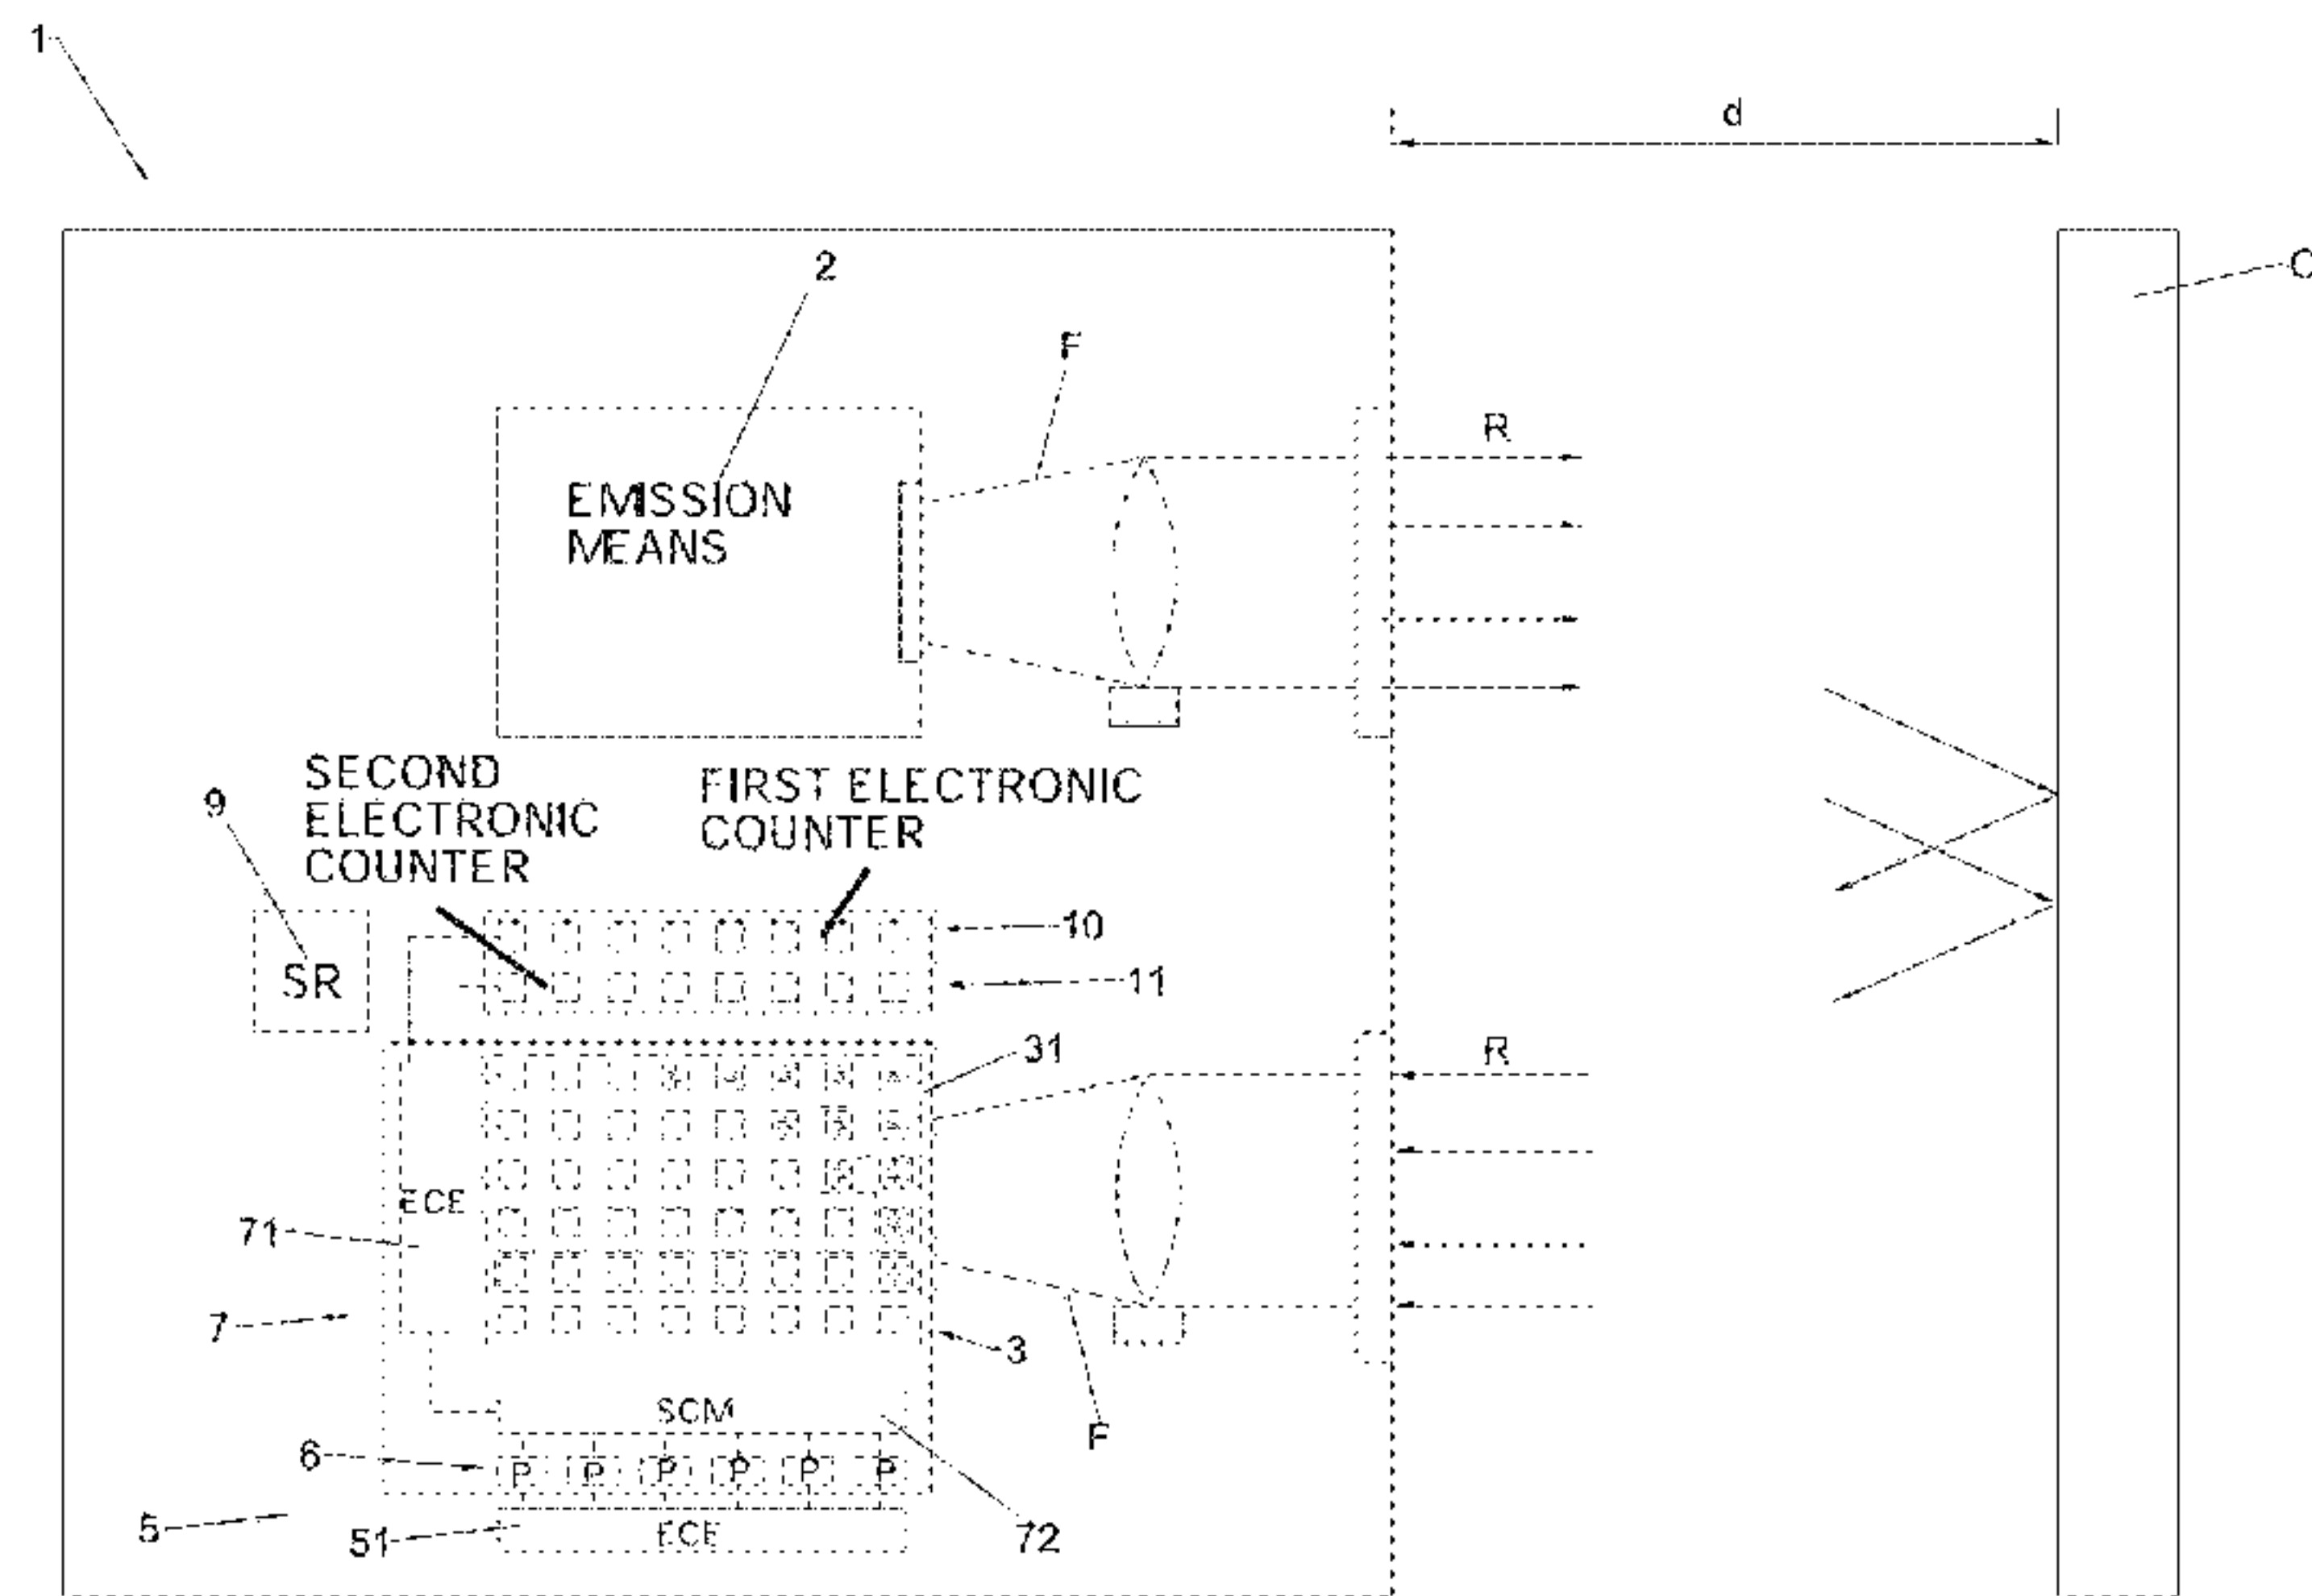 1
d
2
O
F
R
EMISSION
MEANS
SECOND
ELECTRONIC
COUNTER
FIRST ELECTRONIC
COUNTER
9
SR
10
11
31
R
ECE
71
7
3
SCM
F
6
P P P P P P
5
51
ECE
72